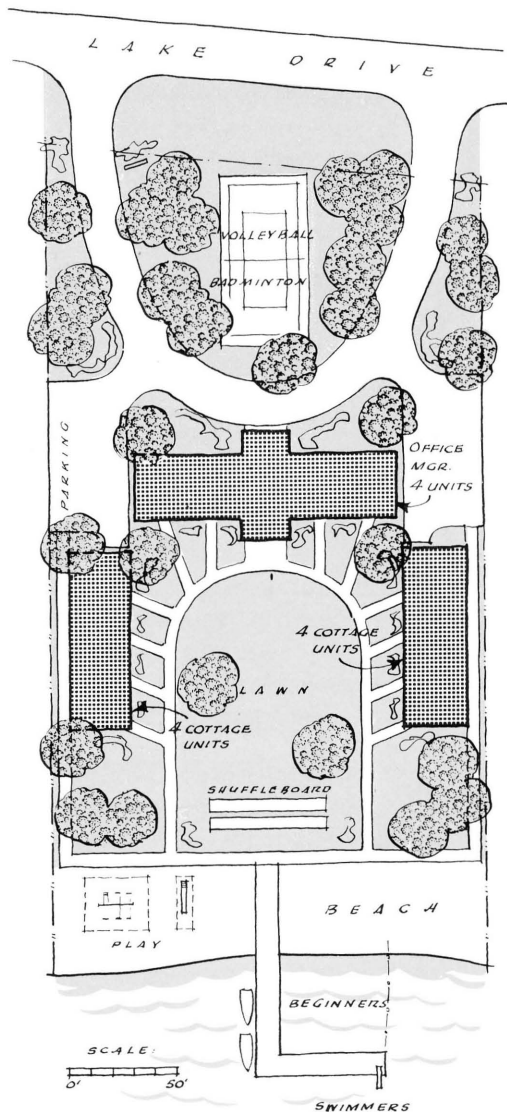 LAKE DRIVE
VOLLEYBALL
BADMINTON
PARKING
OFFICE
MGR.
4 UNITS
4 COTTAGE
UNITS
LAWN
4 COTTAGE
UNITS
SHUFFLEBOARD
BEACH
PLAY
BEGINNERS
SCALE:
0' 50'
SWIMMERS